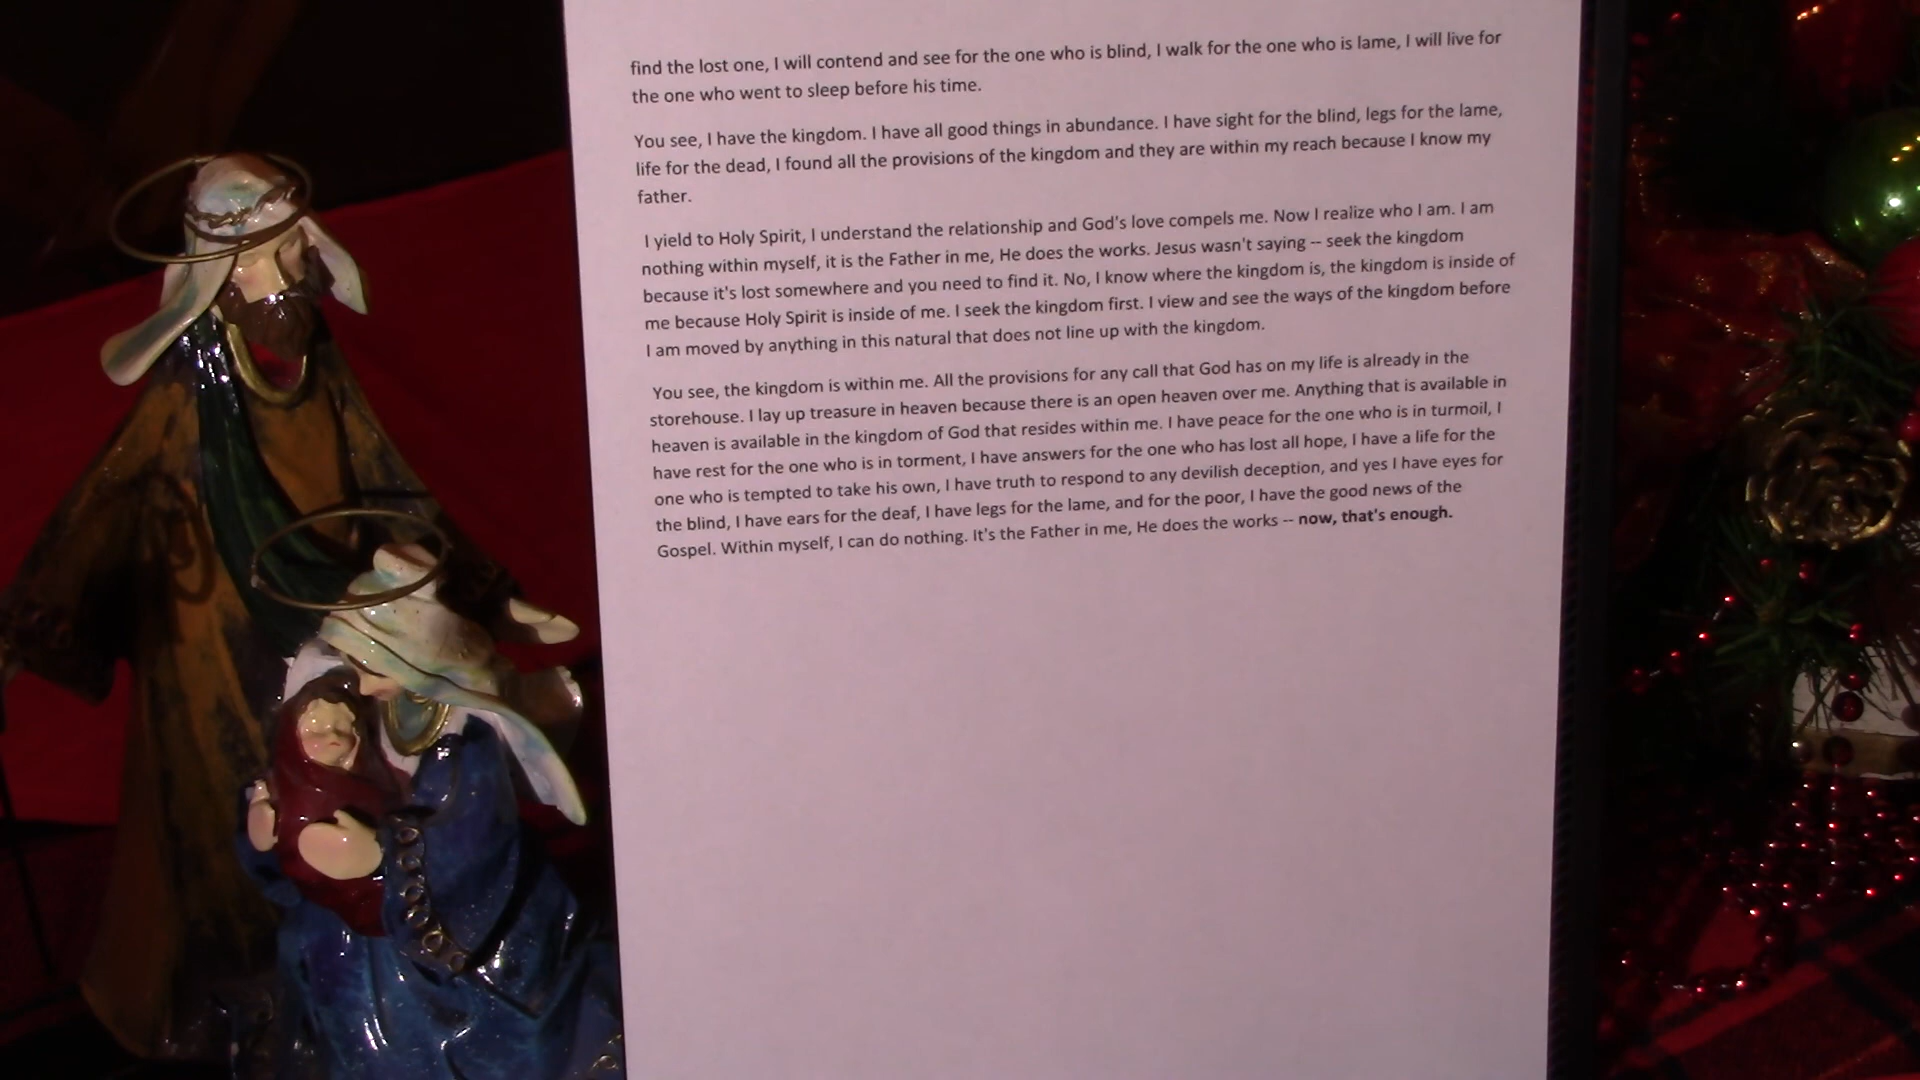 find the lost one, I will contend and see for the one who is blind, I walk for the one who is lame, I will live for
the one who went to sleep before his time.
You see, I have the kingdom. I have all good things in abundance. I have sight for the blind, legs for the lame,
life for the dead, I found all the provisions of the kingdom and they are within my reach because I know my
father.
I yield to Holy Spirit, I understand the relationship and God's love compels me. Now I realize who I am. I am
nothing within myself, it is the Father in me, He does the works. Jesus wasn't saying -- seek the kingdom
because it's lost somewhere and you need to find it. No, I know where the kingdom is, the kingdom is inside of
me because Holy Spirit is inside of me. I seek the kingdom first. I view and see the ways of the kingdom before
I am moved by anything in this natural that does not line up with the kingdom.
You see, the kingdom is within me. All the provisions for any call that God has on my life is already in the
storehouse. I lay up treasure in heaven because there is an open heaven over me. Anything that is available in
heaven is available in the kingdom of God that resides within me. I have peace for the one who is in turmoil, I
have rest for the one who is in torment, I have answers for the one who has lost all hope, I have a life for the
one who is tempted to take his own, I have truth to respond to any devilish deception, and yes I have eyes for
the blind, I have ears for the deaf, I have legs for the lame, and for the poor, I have the good news of the
Gospel. Within myself, I can do nothing. It's the Father in me, He does the works -- now, that's enough.